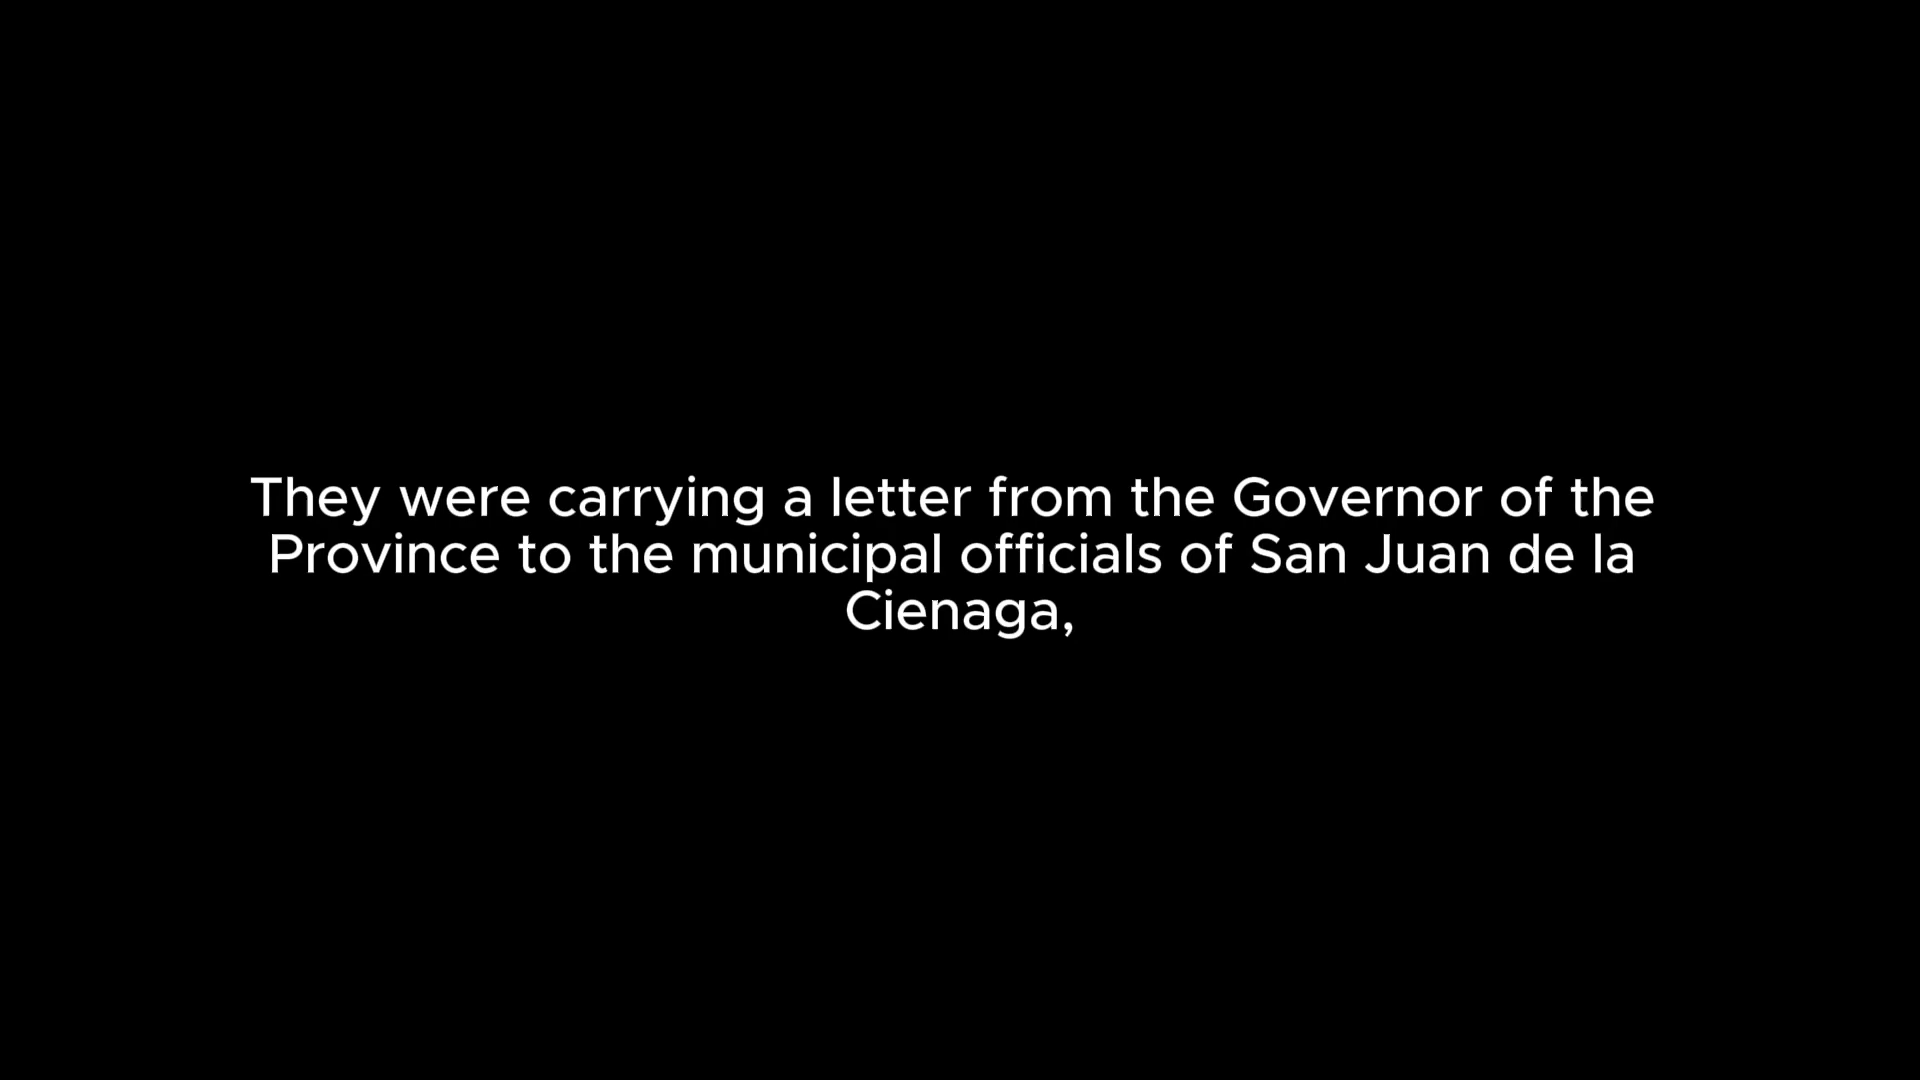 They were carrying a letter from the Governor of the
Province to the municipal officials of San Juan de la
Cienaga,